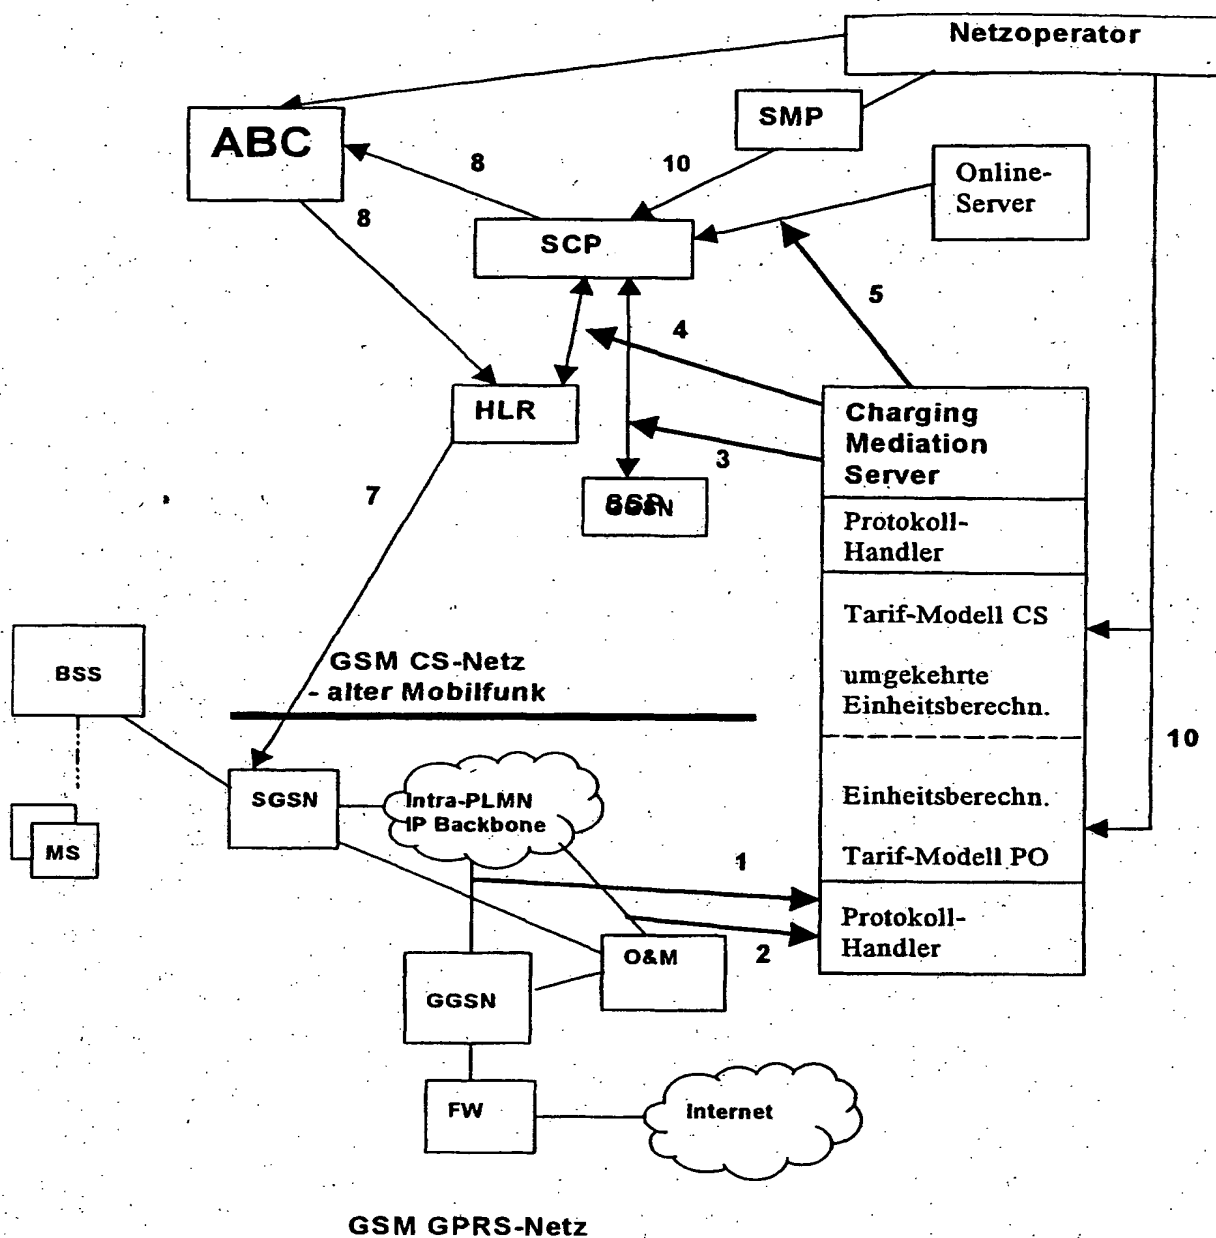 Netzoperator
ABC
SMP
8
10
Online-
Server
8
SCP
5
4
HLR
Charging
Mediation
Server
3
7
Protokoll-
Handler
Tarif-Modell CS
BSS
GSM CS-Netz
- alter Mobilfunk
umgekehrte
Einheitsberechn.
10
SGSN
Intra-PLMN
IP Backbone
Einheitsberechn.
MS
Tarif-Modell PO
1
Protokoll-
Handler
2
O&M
GGSN
FW
Internet
GSM GPRS-Netz